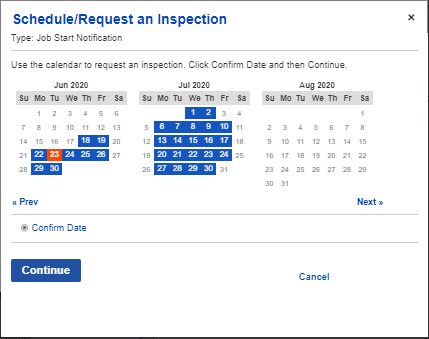 Schedule/Request an Inspection ×
Type: Job Start Notification
Use the calendar to request an inspection. Click Confirm Date and then Continue.
Jun 2020 Jul 2020 Aug 2020
Su Mo Tu We Th Fr Sa Su Mo Tu We Th Fr Sa Su Mo Tu We Th Fr Sa
1 2 3 4 5 6 1 2 3 4 1
7 8 9 10 11 12 13 5 6 7 8 9 10 11 2 3 4 5 6 7 8
14 15 16 17 18 19 20 12 13 14 15 16 17 18 9 10 11 12 13 14 15
21 22 23 24 25 26 27 19 20 21 22 23 24 25 16 17 18 19 20 21 22
28 29 30 26 27 28 29 30 31 23 24 25 26 27 28 29
30 31
« Prev Next »
Confirm Date
Continue Cancel